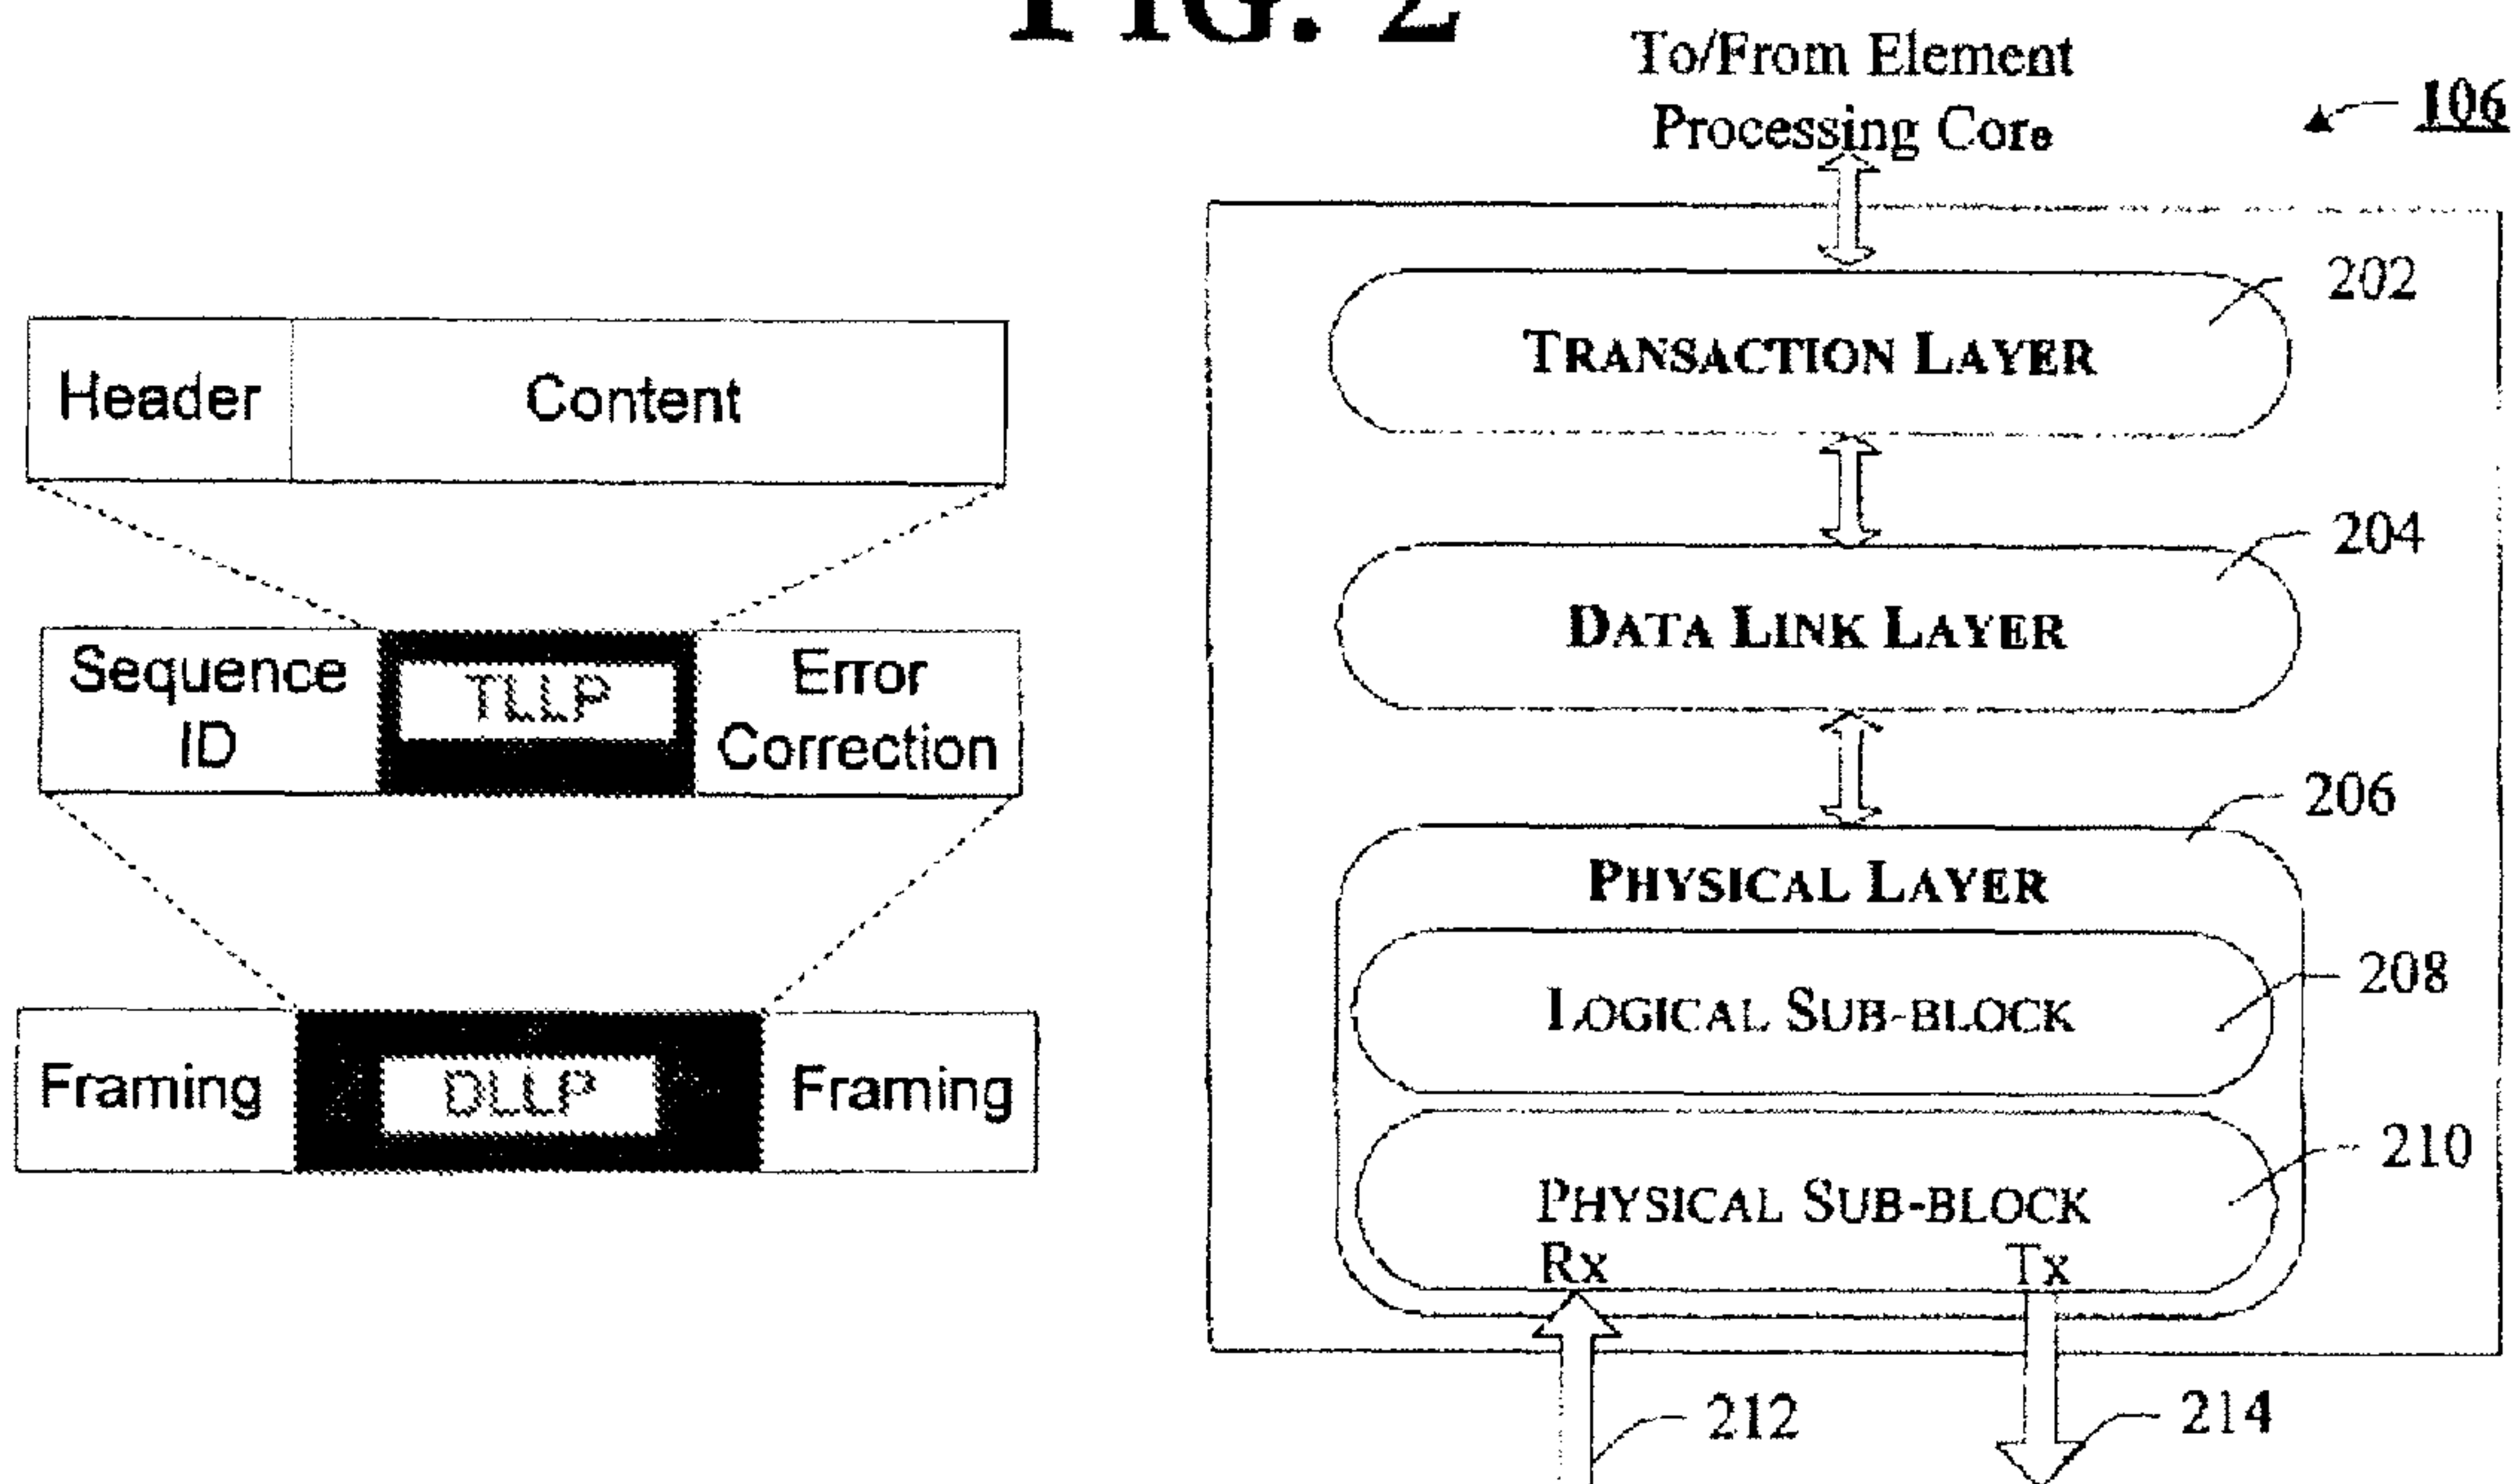 FIG. 2
To/From Element
Processing Core
106
202
TRANSACTION LAYER
Header
Content
204
DATA LINK LAYER
Sequence
ID
TLLP
Error
Correction
206
PHYSICAL LAYER
208
LOGICAL SUB-BLOCK
Framing
DLLP
Framing
210
PHYSICAL SUB-BLOCK
Rx
Tx
212
214